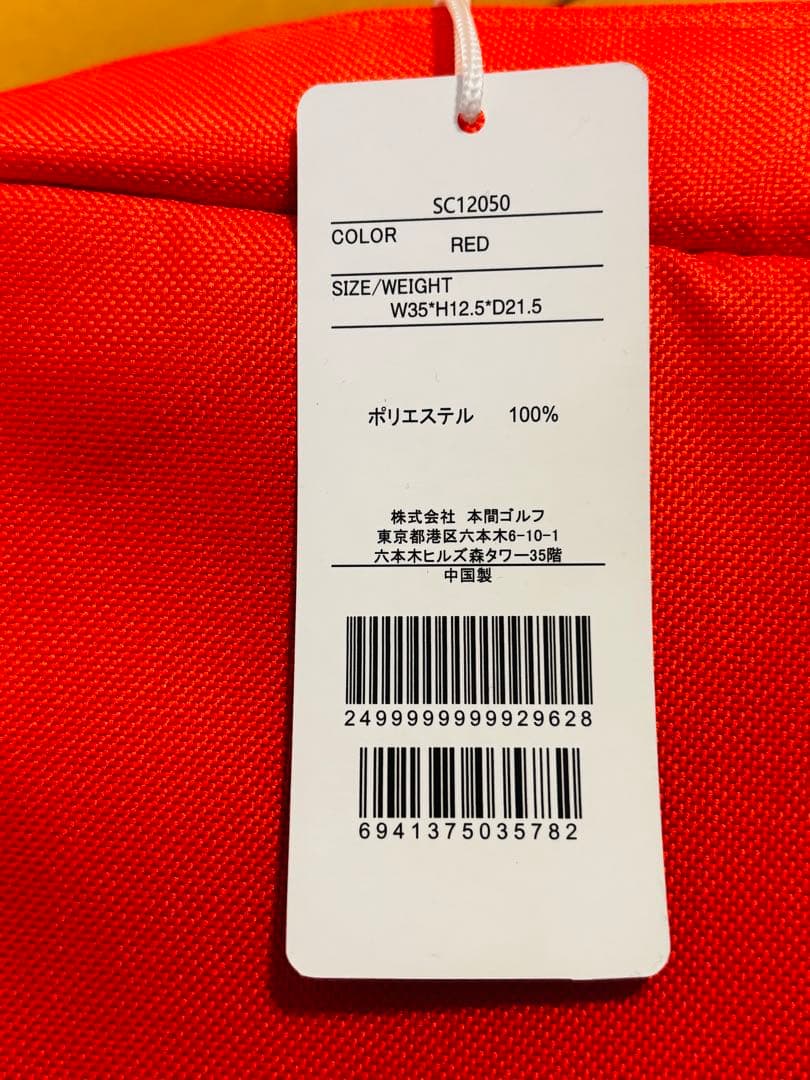 SC12050
COLOR RED
SIZE/WEIGHT
W35*H12.5*D21.5
ポリエステル 100%
株式会社 本間ゴルフ
東京都港区六本木6-10-1
六本木ヒルズ森タワー35階
中国製
2499999999929628
6941375035782